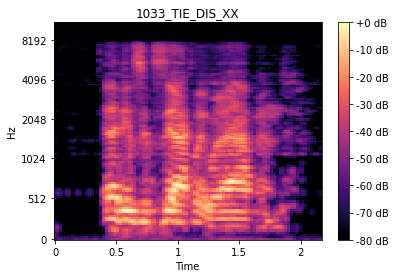 1033_TIE_DIS_XX
8192
4096
2048
1024
512
0
Hz
0
0.5
1
1.5
2
Time
+0 dB
-10 dB
-20 dB
-30 dB
-40 dB
-50 dB
-60 dB
-70 dB
-80 dB